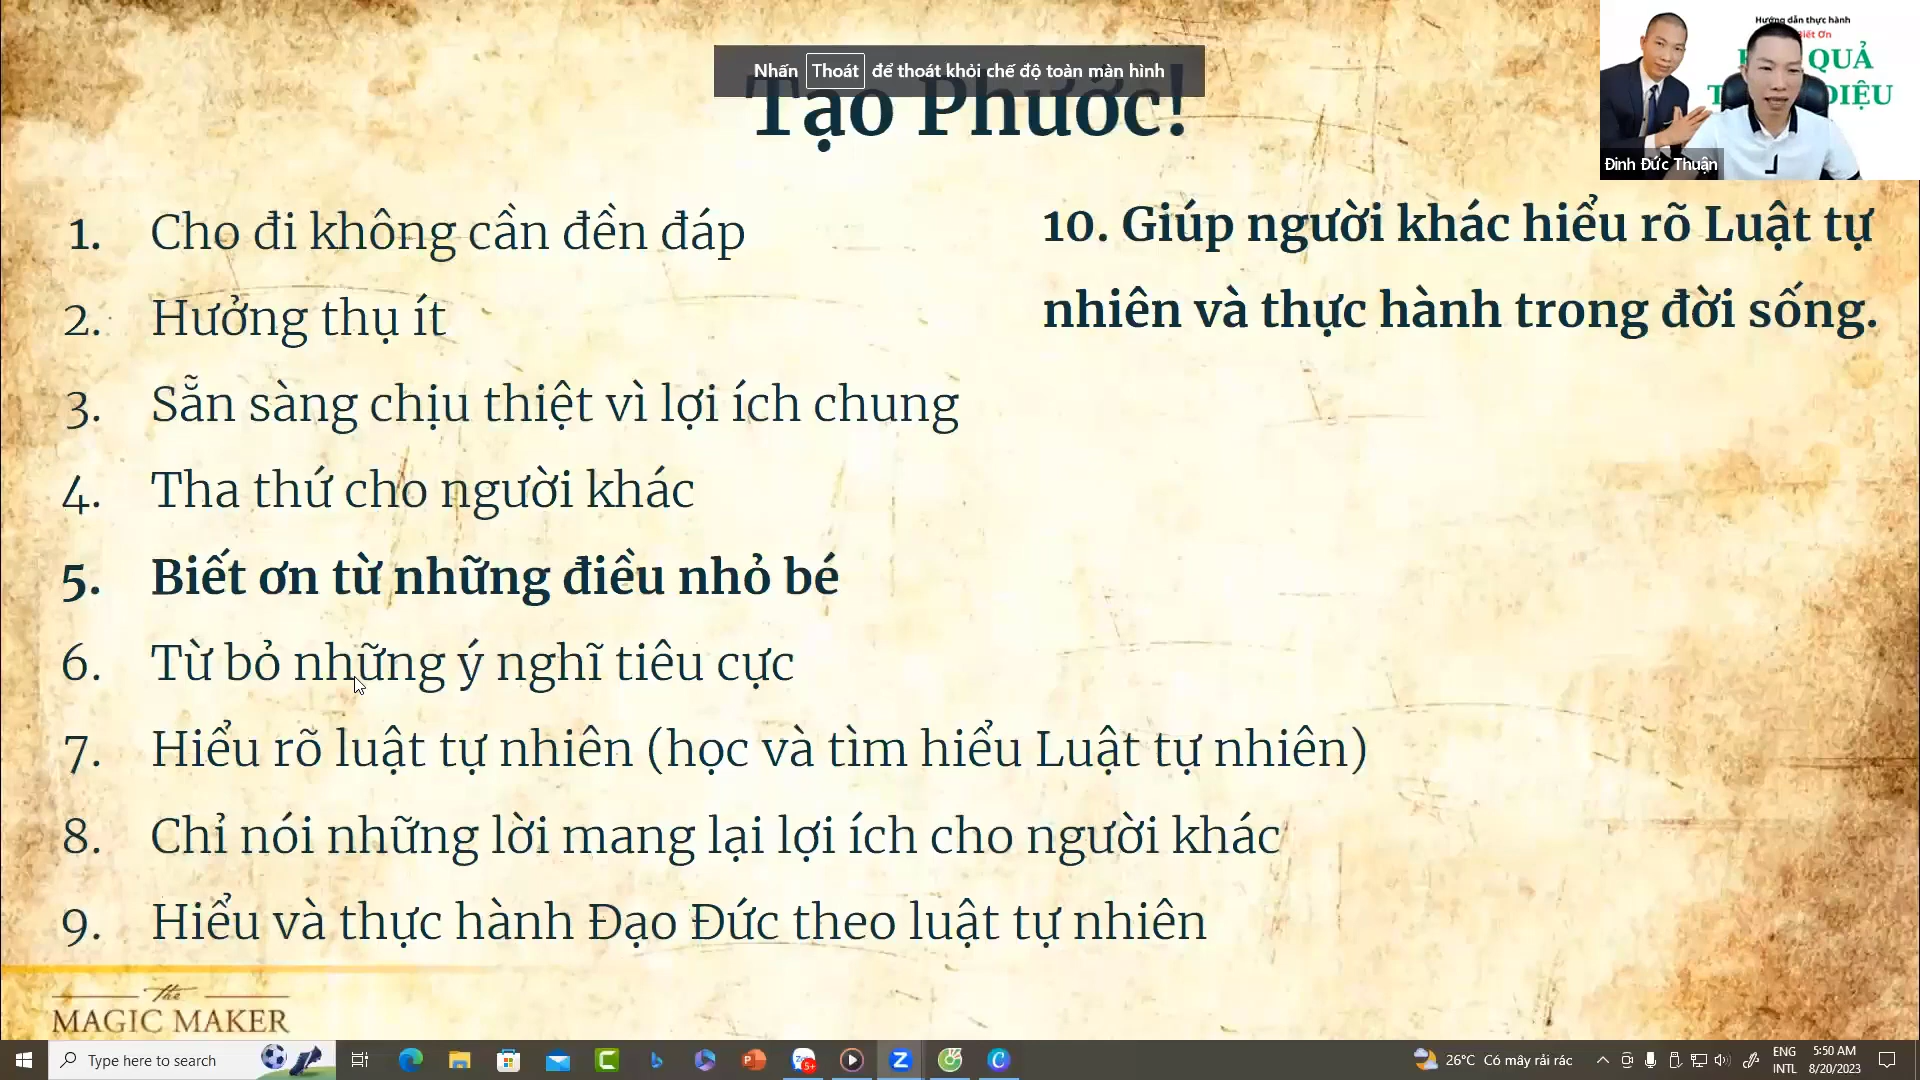 Hướng dẫn thực hành
Biết Ơn
QUẢ
DIỆU
Đinh Đức Thuận
Nhấn Thoát để thoát khỏi chế độ toàn màn hình
Tạo Phước!
1. Cho đi không cần đền đáp
2. Hưởng thụ ít
3. Sẵn sàng chịu thiệt vì lợi ích chung
4. Tha thứ cho người khác
5. Biết ơn từ những điều nhỏ bé
6. Từ bỏ những ý nghĩ tiêu cực
7. Hiểu rõ luật tự nhiên (học và tìm hiểu Luật tự nhiên)
8. Chỉ nói những lời mang lại lợi ích cho người khác
9. Hiểu và thực hành Đạo Đức theo luật tự nhiên
10. Giúp người khác hiểu rõ Luật tự
nhiên và thực hành trong đời sống.
The
MAGIC MAKER
Type here to search
26°C Có mây rải rác
ENG
INTL
5:50 AM
8/20/2023